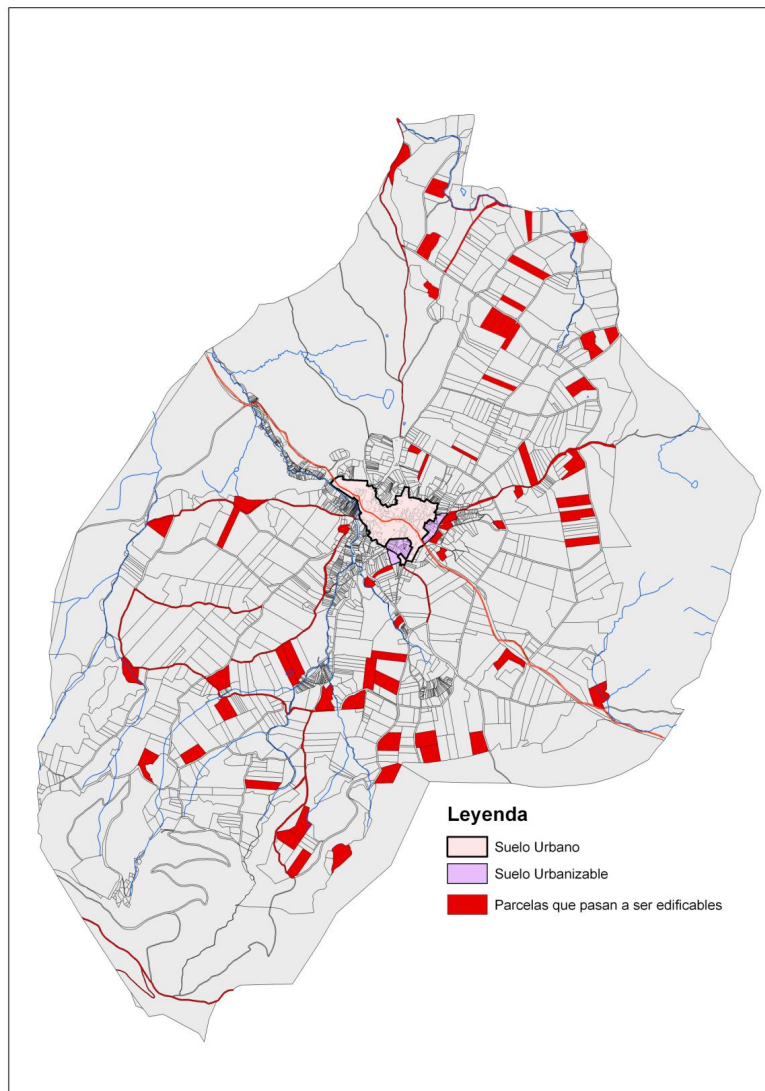 Leyenda
Suelo Urbano
Suelo Urbanizable
Parcelas que pasan a ser edificables